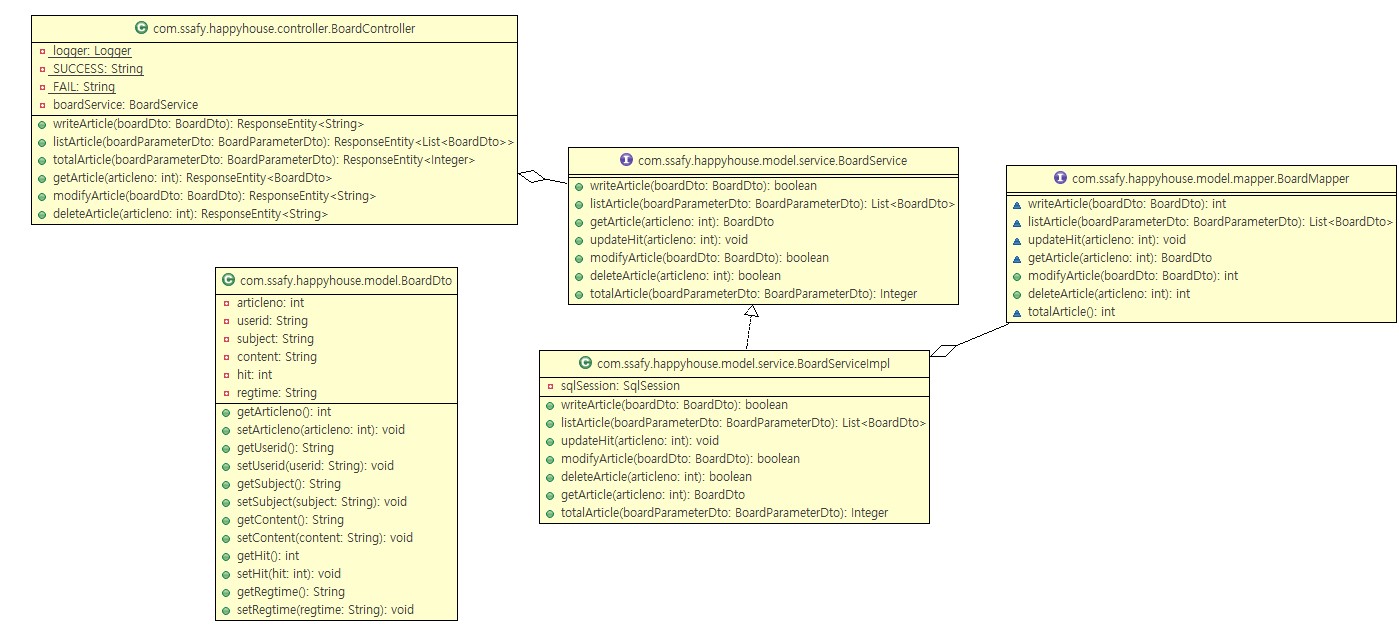 com.ssafy.happyhouse.controller.BoardController
logger: Logger
SUCCESS: String
FAIL: String
boardService: BoardService
writeArticle(boardDto: BoardDto): ResponseEntity<String>
listArticle(boardParameterDto: BoardParameterDto): ResponseEntity<List<BoardDto>>
totalArticle(boardParameterDto: BoardParameterDto): ResponseEntity<Integer>
getArticle(articleno: int): ResponseEntity<BoardDto>
modifyArticle(boardDto: BoardDto): ResponseEntity<String>
deleteArticle(articleno: int): ResponseEntity<String>
com.ssafy.happyhouse.model.service.BoardService
writeArticle(boardDto: BoardDto): boolean
listArticle(boardParameterDto: BoardParameterDto): List<BoardDto>
getArticle(articleno: int): BoardDto
updateHit(articleno: int): void
modifyArticle(boardDto: BoardDto): boolean
deleteArticle(articleno: int): boolean
totalArticle(boardParameterDto: BoardParameterDto): Integer
com.ssafy.happyhouse.model.mapper.BoardMapper
writeArticle(boardDto: BoardDto): int
listArticle(boardParameterDto: BoardParameterDto): List<BoardDto>
updateHit(articleno: int): void
getArticle(articleno: int): BoardDto
modifyArticle(boardDto: BoardDto): int
deleteArticle(articleno: int): int
totalArticle(): int
com.ssafy.happyhouse.model.BoardDto
articleno: int
userid: String
subject: String
content: String
hit: int
regtime: String
getArticleno(): int
setArticleno(articleno: int): void
getUserid(): String
setUserid(userid: String): void
getSubject(): String
setSubject(subject: String): void
getContent(): String
setContent(content: String): void
getHit(): int
setHit(hit: int): void
getRegtime(): String
setRegtime(regtime: String): void
com.ssafy.happyhouse.model.service.BoardServiceImpl
sqlSession: SqlSession
writeArticle(boardDto: BoardDto): boolean
listArticle(boardParameterDto: BoardParameterDto): List<BoardDto>
updateHit(articleno: int): void
modifyArticle(boardDto: BoardDto): boolean
deleteArticle(articleno: int): boolean
getArticle(articleno: int): BoardDto
totalArticle(boardParameterDto: BoardParameterDto): Integer